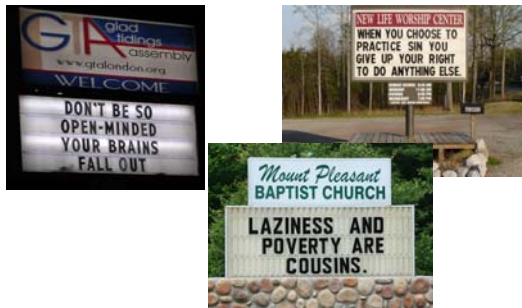 GTA glad
tidings
assembly
www.gtalondon.org
WELCOME
DON'T BE SO
OPEN-MINDED
YOUR BRAINS
FALL OUT
NEW LIFE WORSHIP CENTER
WHEN YOU CHOOSE TO
PRACTICE SIN YOU
GIVE UP YOUR RIGHT
TO DO ANYTHING ELSE.
Mount Pleasant
BAPTIST CHURCH
LAZINESS AND
POVERTY ARE
COUSINS.